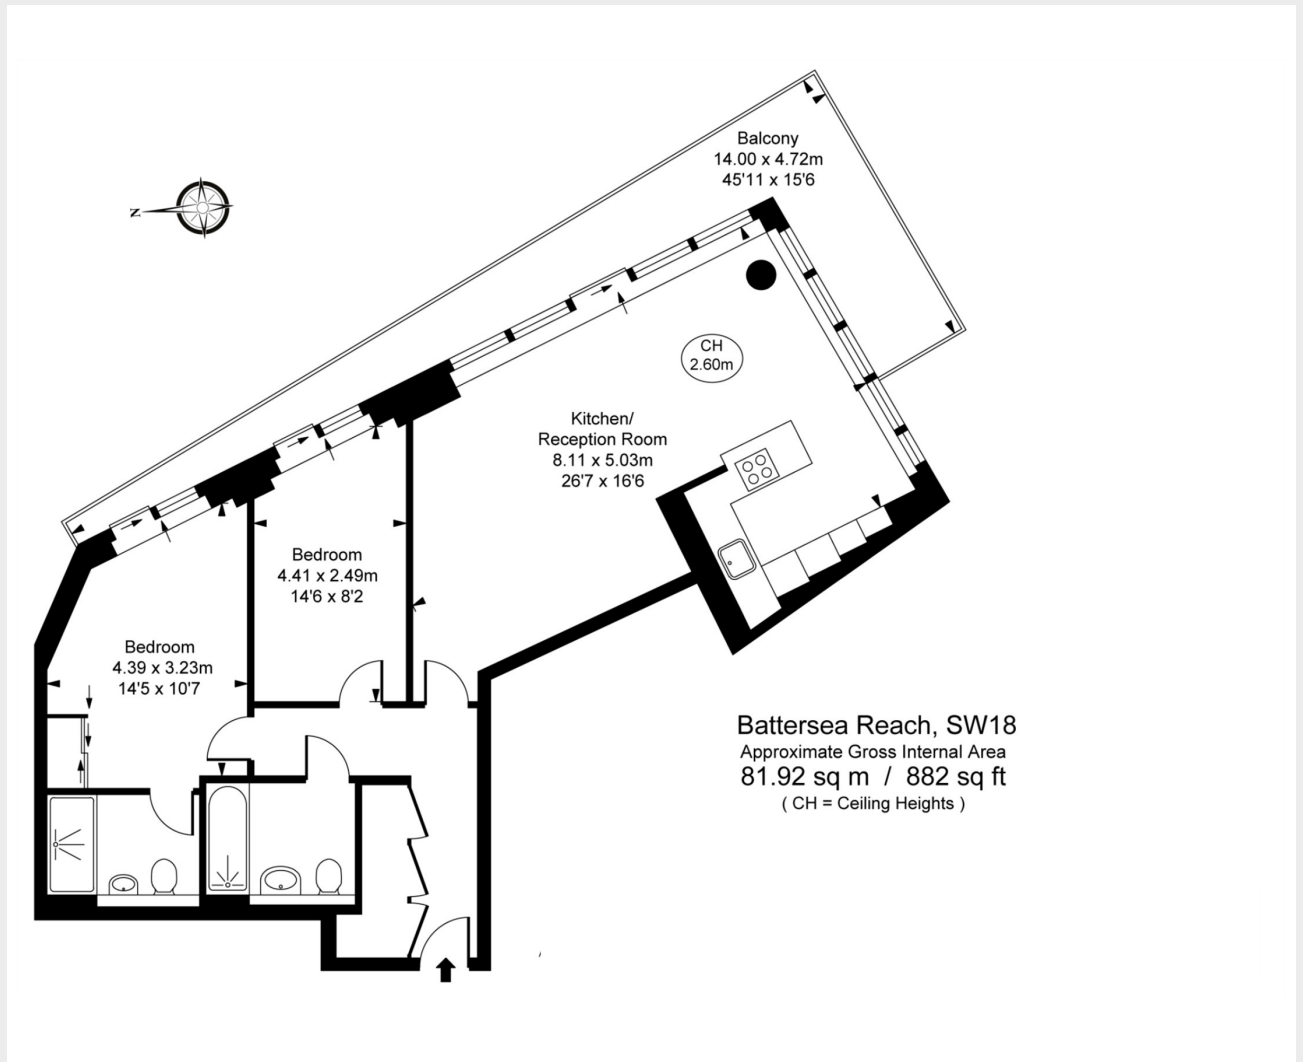 Balcony
14.00 x 4.72m
45'11 x 15'6
N
CH
2.60m
Kitchen/
Reception Room
8.11 x 5.03m
26'7 x 16'6
Bedroom
4.41 x 2.49m
14'6 x 8'2
Bedroom
4.39 x 3.23m
14'5 x 10'7
Battersea Reach, SW18
Approximate Gross Internal Area
81.92 sq m / 882 sq ft
( CH = Ceiling Heights )